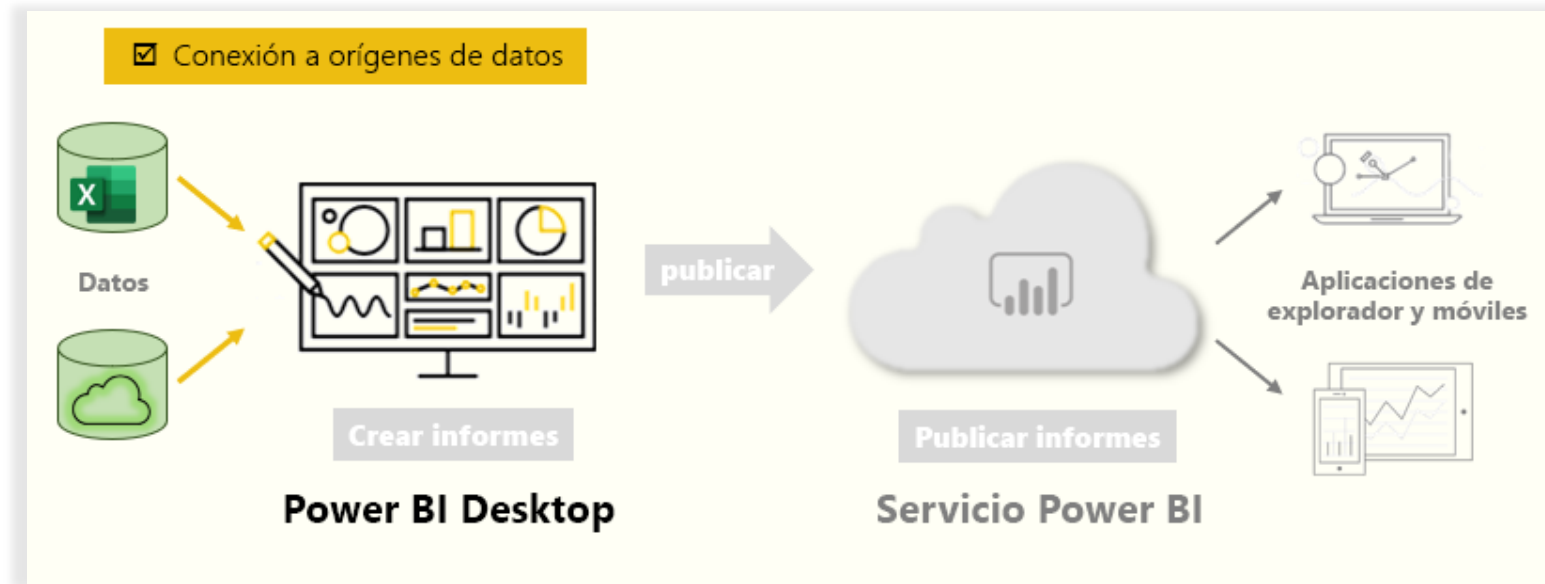 Conexión a orígenes de datos
X
Datos
publicar
Aplicaciones de
explorador y móviles
Crear informes
Publicar informes
Power BI Desktop
Servicio Power BI